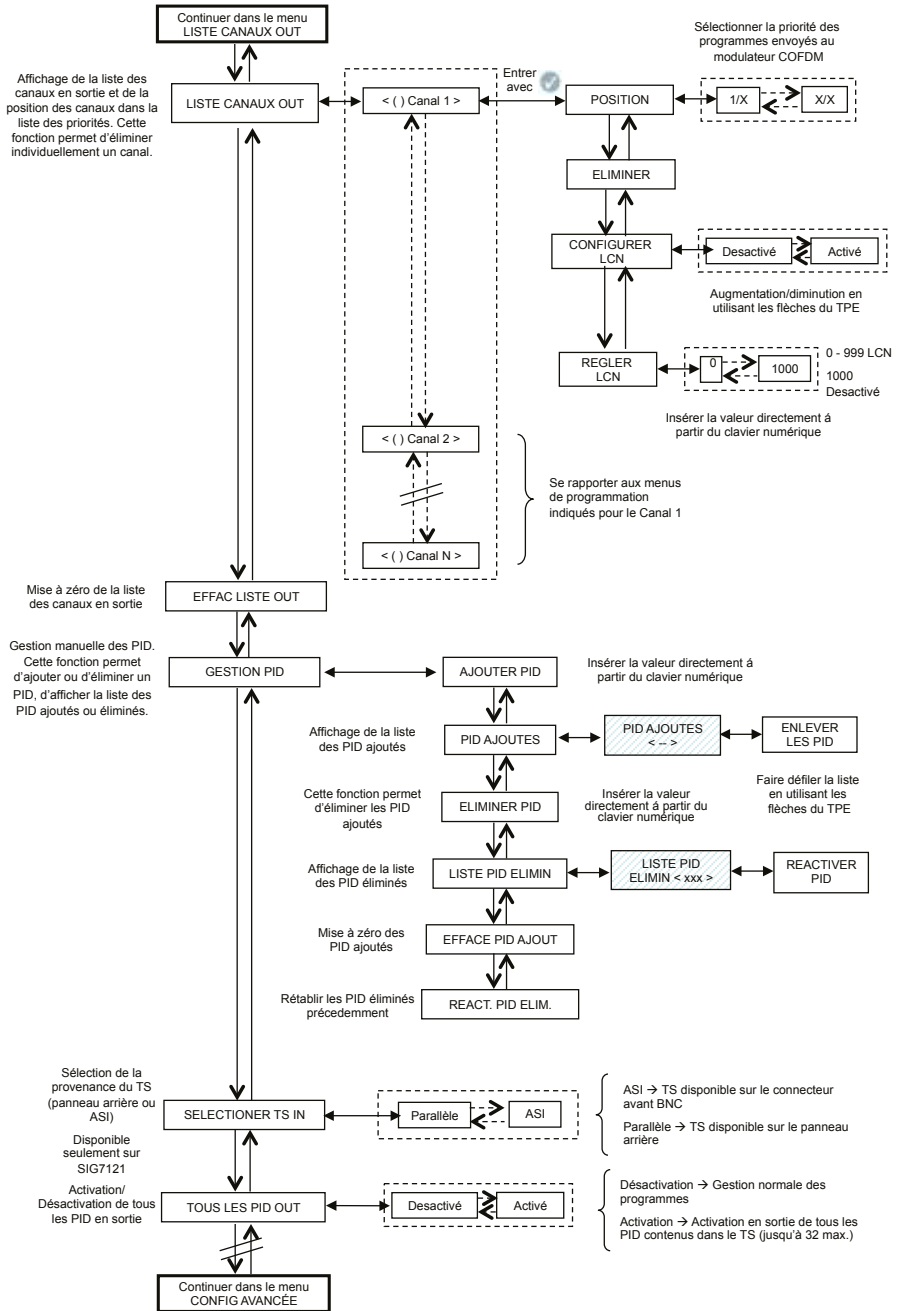 Continuer dans le menu
LISTE CANAUX OUT
Sélectionner la priorité des
programmes envoyés au
modulateur COFDM
Affichage de la liste des
canaux en sortie et de la
position des canaux dans la
liste des priorités. Cette
fonction permet d'éliminer
individuellement un canal.
LISTE CANAUX OUT
< ( ) Canal 1 >
Entrer
avec
POSITION
1/X
X/X
ELIMINER
CONFIGURER
LCN
Desactivé
Activé
Augmentation/diminution en
utilisant les flèches du TPE
REGLER
LCN
0
1000
0 - 999 LCN
1000
Desactivé
Insérer la valeur directement á
partir du clavier numérique
< ( ) Canal 2 >
Se rapporter aux menus
de programmation
indiqués pour le Canal 1
< ( ) Canal N >
Mise à zéro de la liste
des canaux en sortie
EFFAC LISTE OUT
Gestion manuelle des PID.
Cette fonction permet
d'ajouter ou d'éliminer un
PID, d'afficher la liste des
PID ajoutés ou éliminés.
GESTION PID
AJOUTER PID
Insérer la valeur directement á
partir du clavier numérique
Affichage de la liste
des PID ajoutés
PID AJOUTES
PID AJOUTES
< -- >
ENLEVER
LES PID
Cette fonction permet
d'éliminer les PID
ajoutés
ELIMINER PID
Insérer la valeur
directement á partir du
clavier numérique
Faire défiler la liste
en utilisant les
flèches du TPE
Affichage de la liste
des PID éliminés
LISTE PID ELIMIN
LISTE PID
ELIMIN < xxx >
REACTIVER
PID
Mise à zéro des
PID ajoutés
EFFACE PID AJOUT
Rétablir les PID éliminés
précedemment
REACT. PID ELIM.
Sélection de la
provenance du TS
(panneau arrière ou
ASI)
Disponible
seulement sur
SIG7121
SELECTIONER TS IN
Parallèle
ASI
ASI → TS disponible sur le connecteur
avant BNC
Parallèle → TS disponible sur le panneau
arrière
Activation/
Désactivation de tous
les PID en sortie
TOUS LES PID OUT
Desactivé
Activé
Désactivation → Gestion normale des
programmes
Activation → Activation en sortie de tous les
PID contenus dans le TS (jusqu'à 32 max.)
Continuer dans le menu
CONFIG AVANCÉE